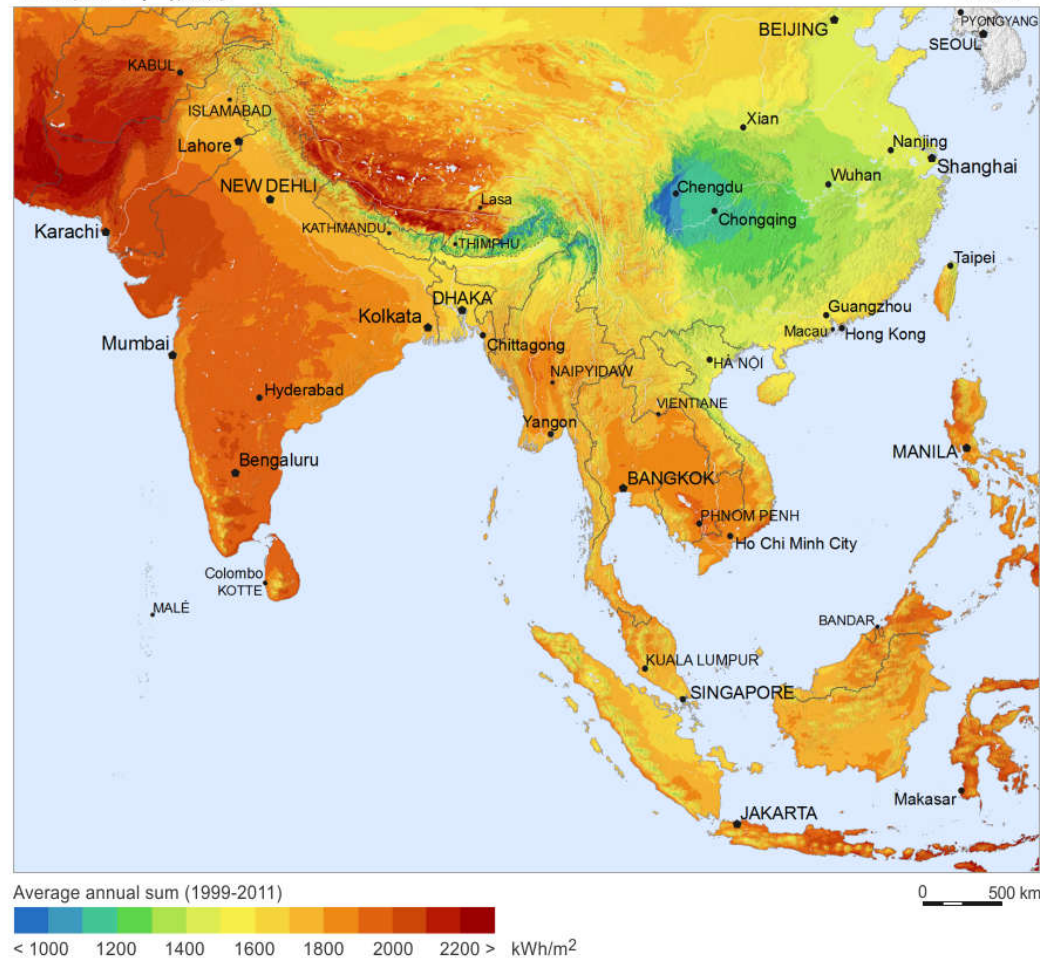 BEIJING
PYONGYANG
SEOUL
KABUL
ISLAMABAD
Xian
Lahore
Nanjing
Shanghai
NEW DEHLI
Chengdu
Wuhan
Lasa
Chongqing
Karachi
KATHMANDU
THIMPHU
Taipei
DHAKA
Kolkata
Guangzhou
Macau
Hong Kong
Chittagong
Mumbai
HA NỘI
NAIPYIDAW
Hyderabad
VIENTIANE
Yangon
MANILA
Bengaluru
BANGKOK
PHNOM PENH
Ho Chi Minh City
Colombo
KOTTE
MALÉ
BANDAR
KUALA LUMPUR
SINGAPORE
Makasar
JAKARTA
Average annual sum (1999-2011)
0 500 km
< 1000 1200 1400 1600 1800 2000 2200 > kWh/m2